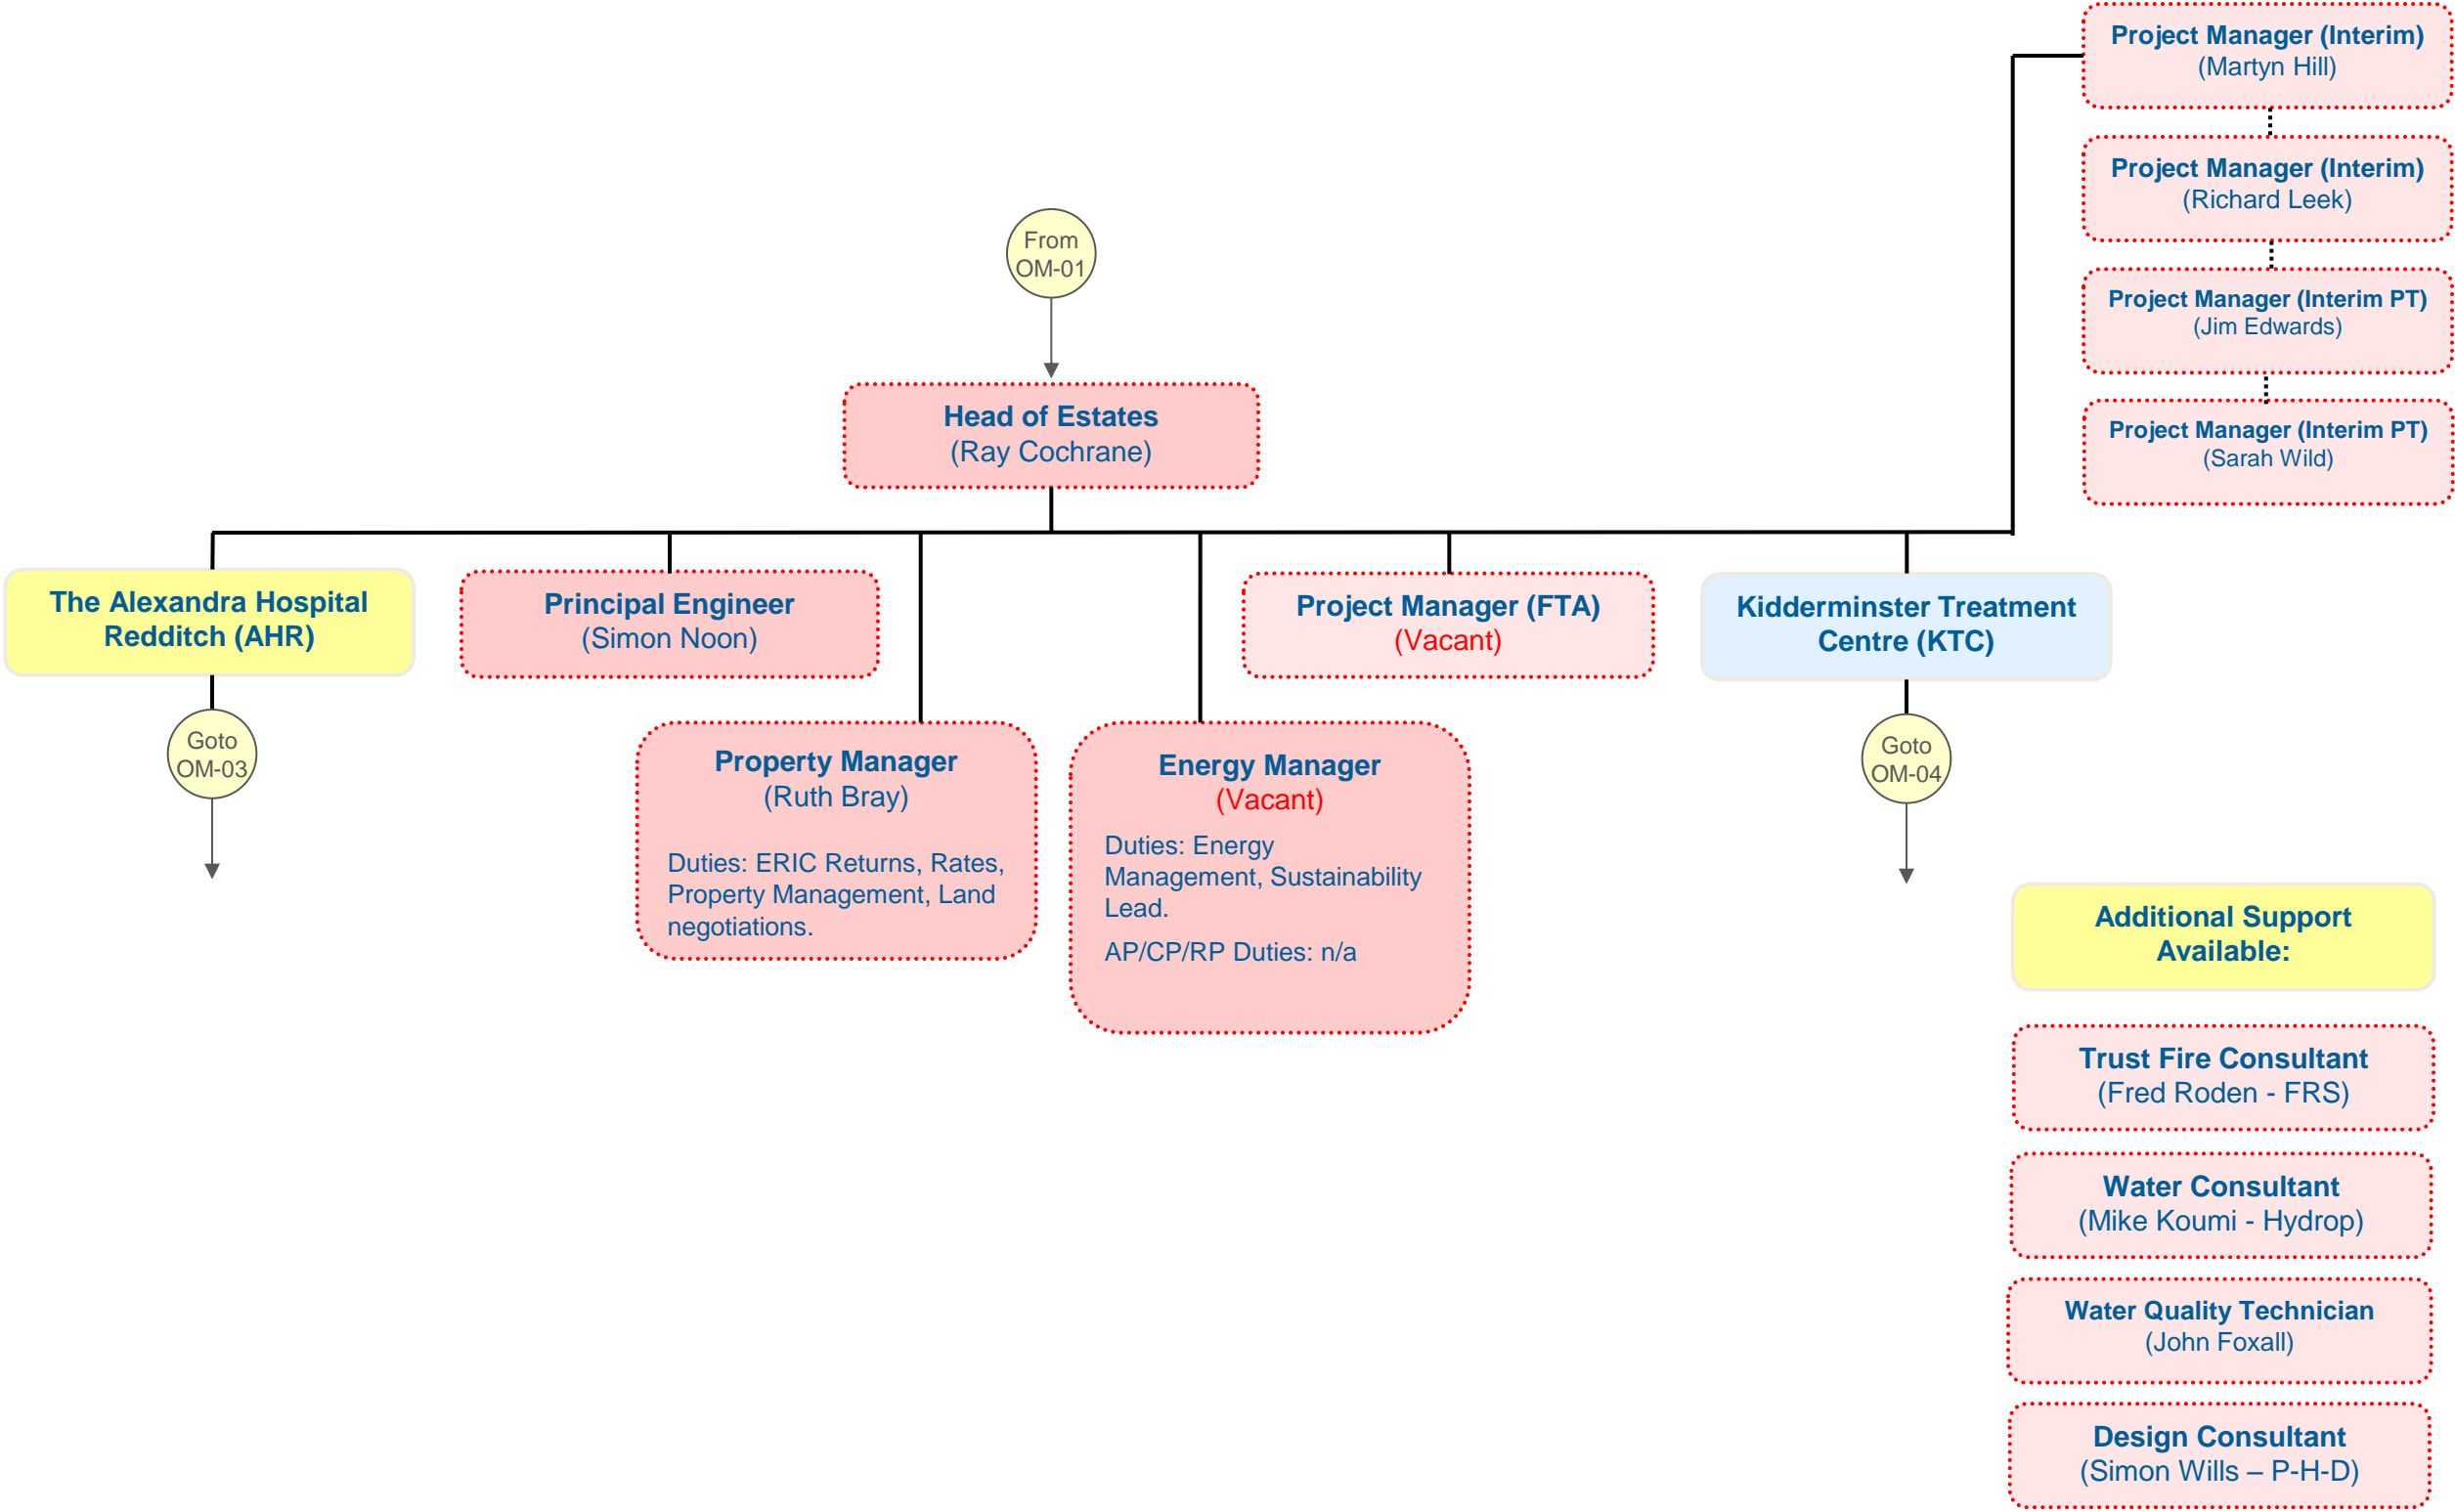 Project Manager (Interim)
(Martyn Hill)
Project Manager (Interim)
(Richard Leek)
Project Manager (Interim PT)
(Jim Edwards)
Project Manager (Interim PT)
(Sarah Wild)
From
OM-01
Head of Estates
(Ray Cochrane)
The Alexandra Hospital
Redditch (AHR)
Principal Engineer
(Simon Noon)
Project Manager (FTA)
(Vacant)
Kidderminster Treatment
Centre (KTC)
Goto
OM-03
Property Manager
(Ruth Bray)
Duties: ERIC Returns, Rates,
Property Management, Land
negotiations.
Energy Manager
(Vacant)
Duties: Energy
Management, Sustainability
Lead.
AP/CP/RP Duties: n/a
Goto
OM-04
Additional Support
Available:
Trust Fire Consultant
(Fred Roden - FRS)
Water Consultant
(Mike Koumi - Hydrop)
Water Quality Technician
(John Foxall)
Design Consultant
(Simon Wills – P-H-D)